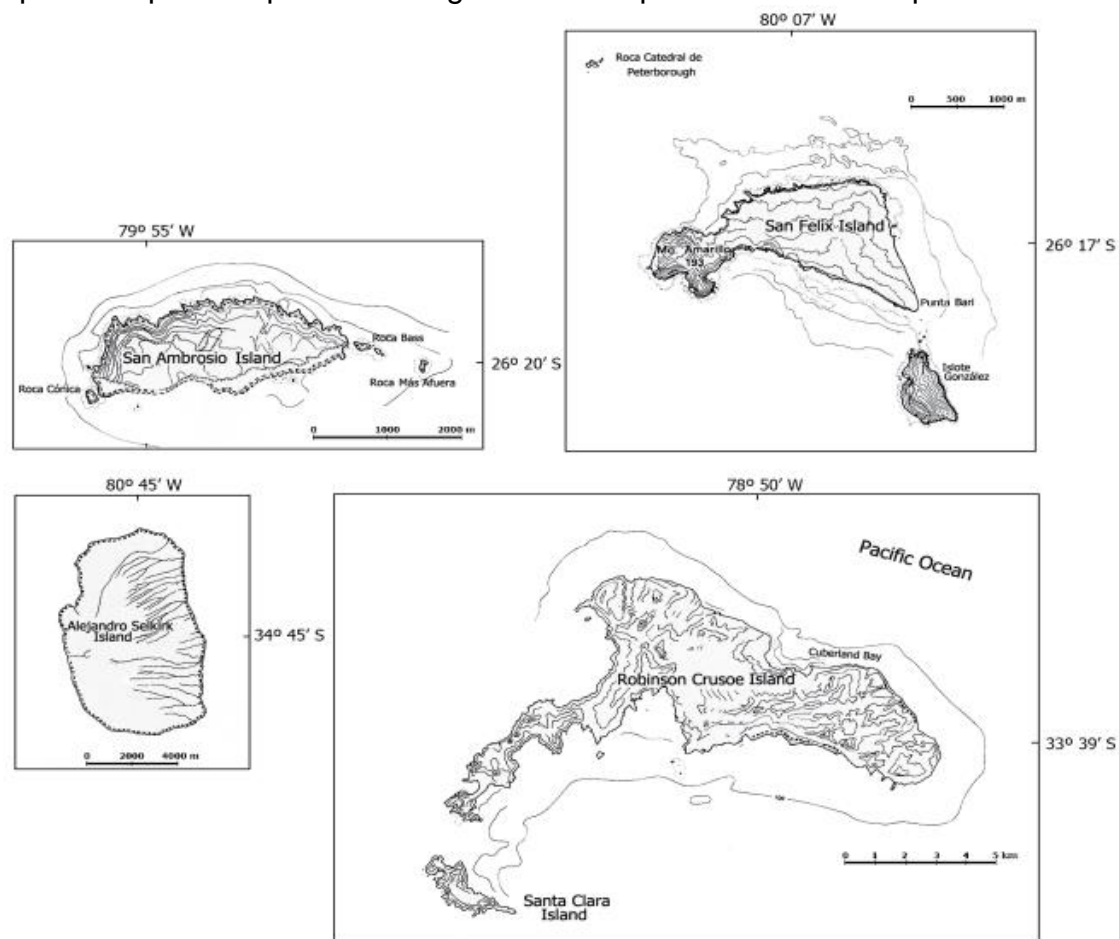 80º 07' W
Roca Catedral de
Peterborough
0 500 1000 m
San Felix Island
Mo. Amarillo
193
26º 17' S
Punta Bari
Islote
González
79º 55' W
San Ambrosio Island
Roca Bass
Roca Cónica
Roca Más Afuera
26º 20' S
0 1000 2000 m
80º 45' W
Alejandro Selkirk
Island
34º 45' S
0 2000 4000 m
78º 50' W
Pacific Ocean
Cuberland Bay
Robinson Crusoe Island
33º 39' S
0 1 2 3 4 5 km
Santa Clara
Island